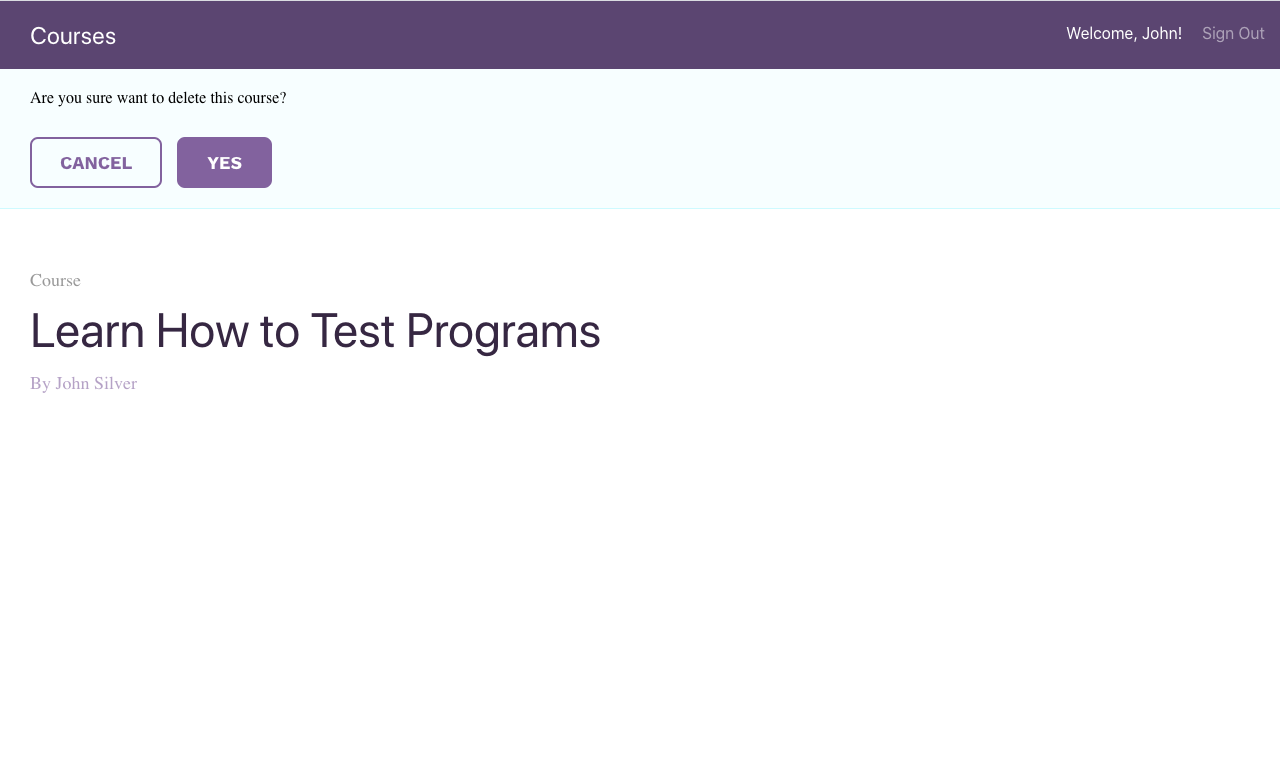 Courses
Welcome, John! Sign Out
Are you sure want to delete this course?
CANCEL YES
Course
Learn How to Test Programs
By John Silver